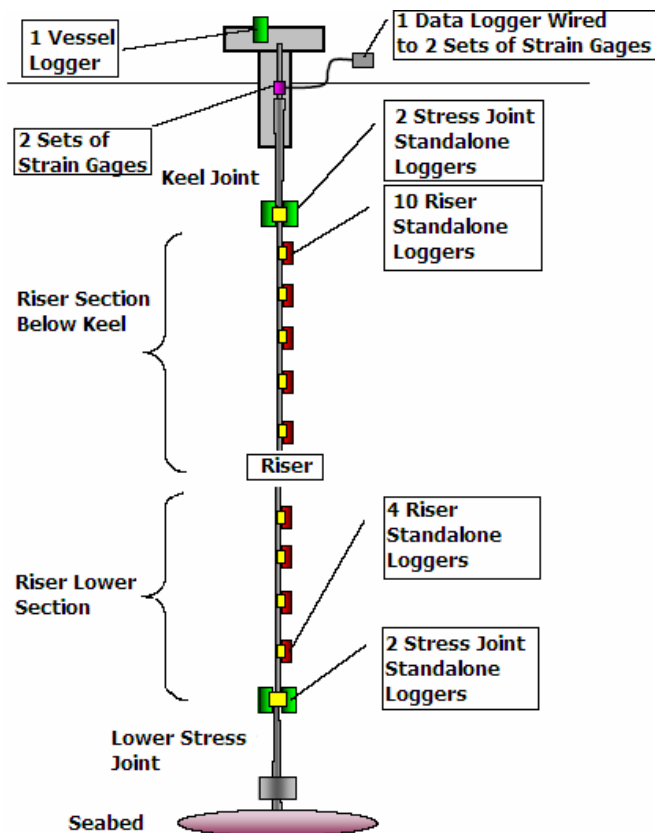 1 Vessel
Logger
1 Data Logger Wired
to 2 Sets of Strain Gages
2 Sets of
Strain Gages
Keel Joint
2 Stress Joint
Standalone
Loggers
10 Riser
Standalone
Loggers
Riser Section
Below Keel
Riser
4 Riser
Standalone
Loggers
Riser Lower
Section
2 Stress Joint
Standalone
Loggers
Lower Stress
Joint
Seabed